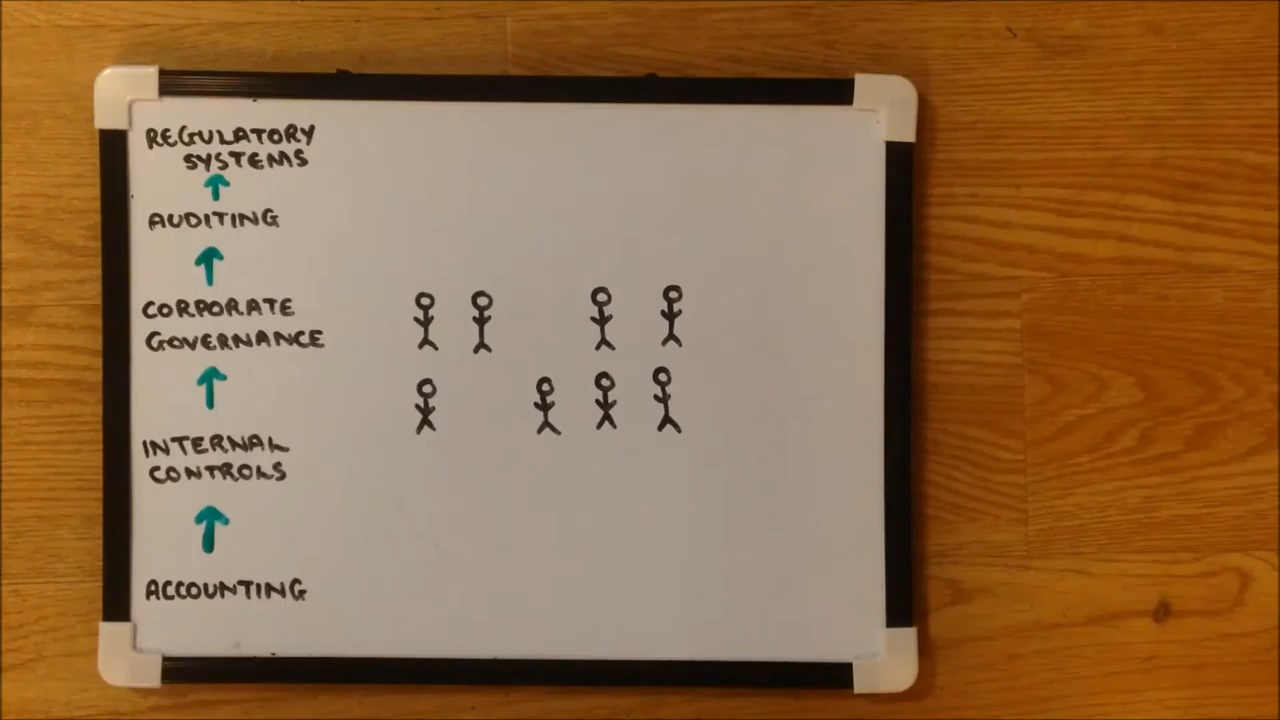 REGULATORY
SYSTEMS
AUDITING
CORPORATE
GOVERNANCE
INTERNAL
CONTROLS
ACCOUNTING